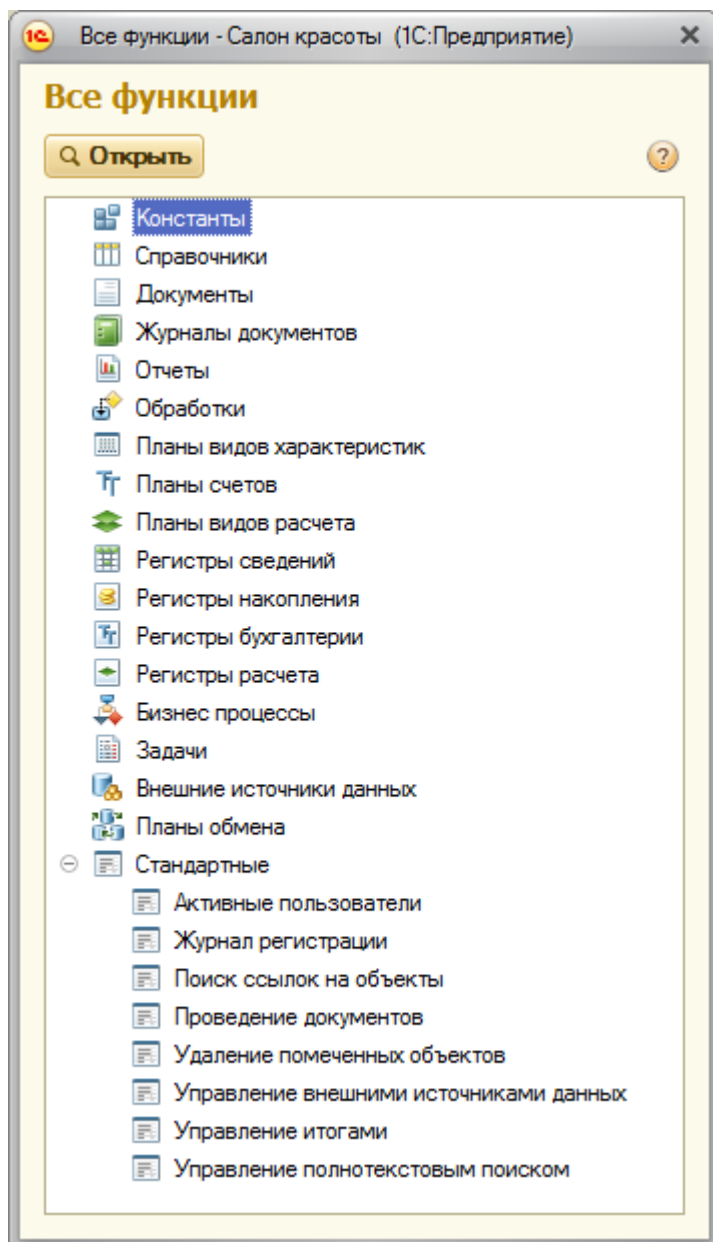 1С Все функции - Салон красоты (1С:Предприятие)
Все функции
Открыть
?
Константы
Справочники
Документы
Журналы документов
Отчеты
Обработки
Планы видов характеристик
Планы счетов
Планы видов расчета
Регистры сведений
Регистры накопления
Регистры бухгалтерии
Регистры расчета
Бизнес процессы
Задачи
Внешние источники данных
Планы обмена
Стандартные
Активные пользователи
Журнал регистрации
Поиск ссылок на объекты
Проведение документов
Удаление помеченных объектов
Управление внешними источниками данных
Управление итогами
Управление полнотекстовым поиском